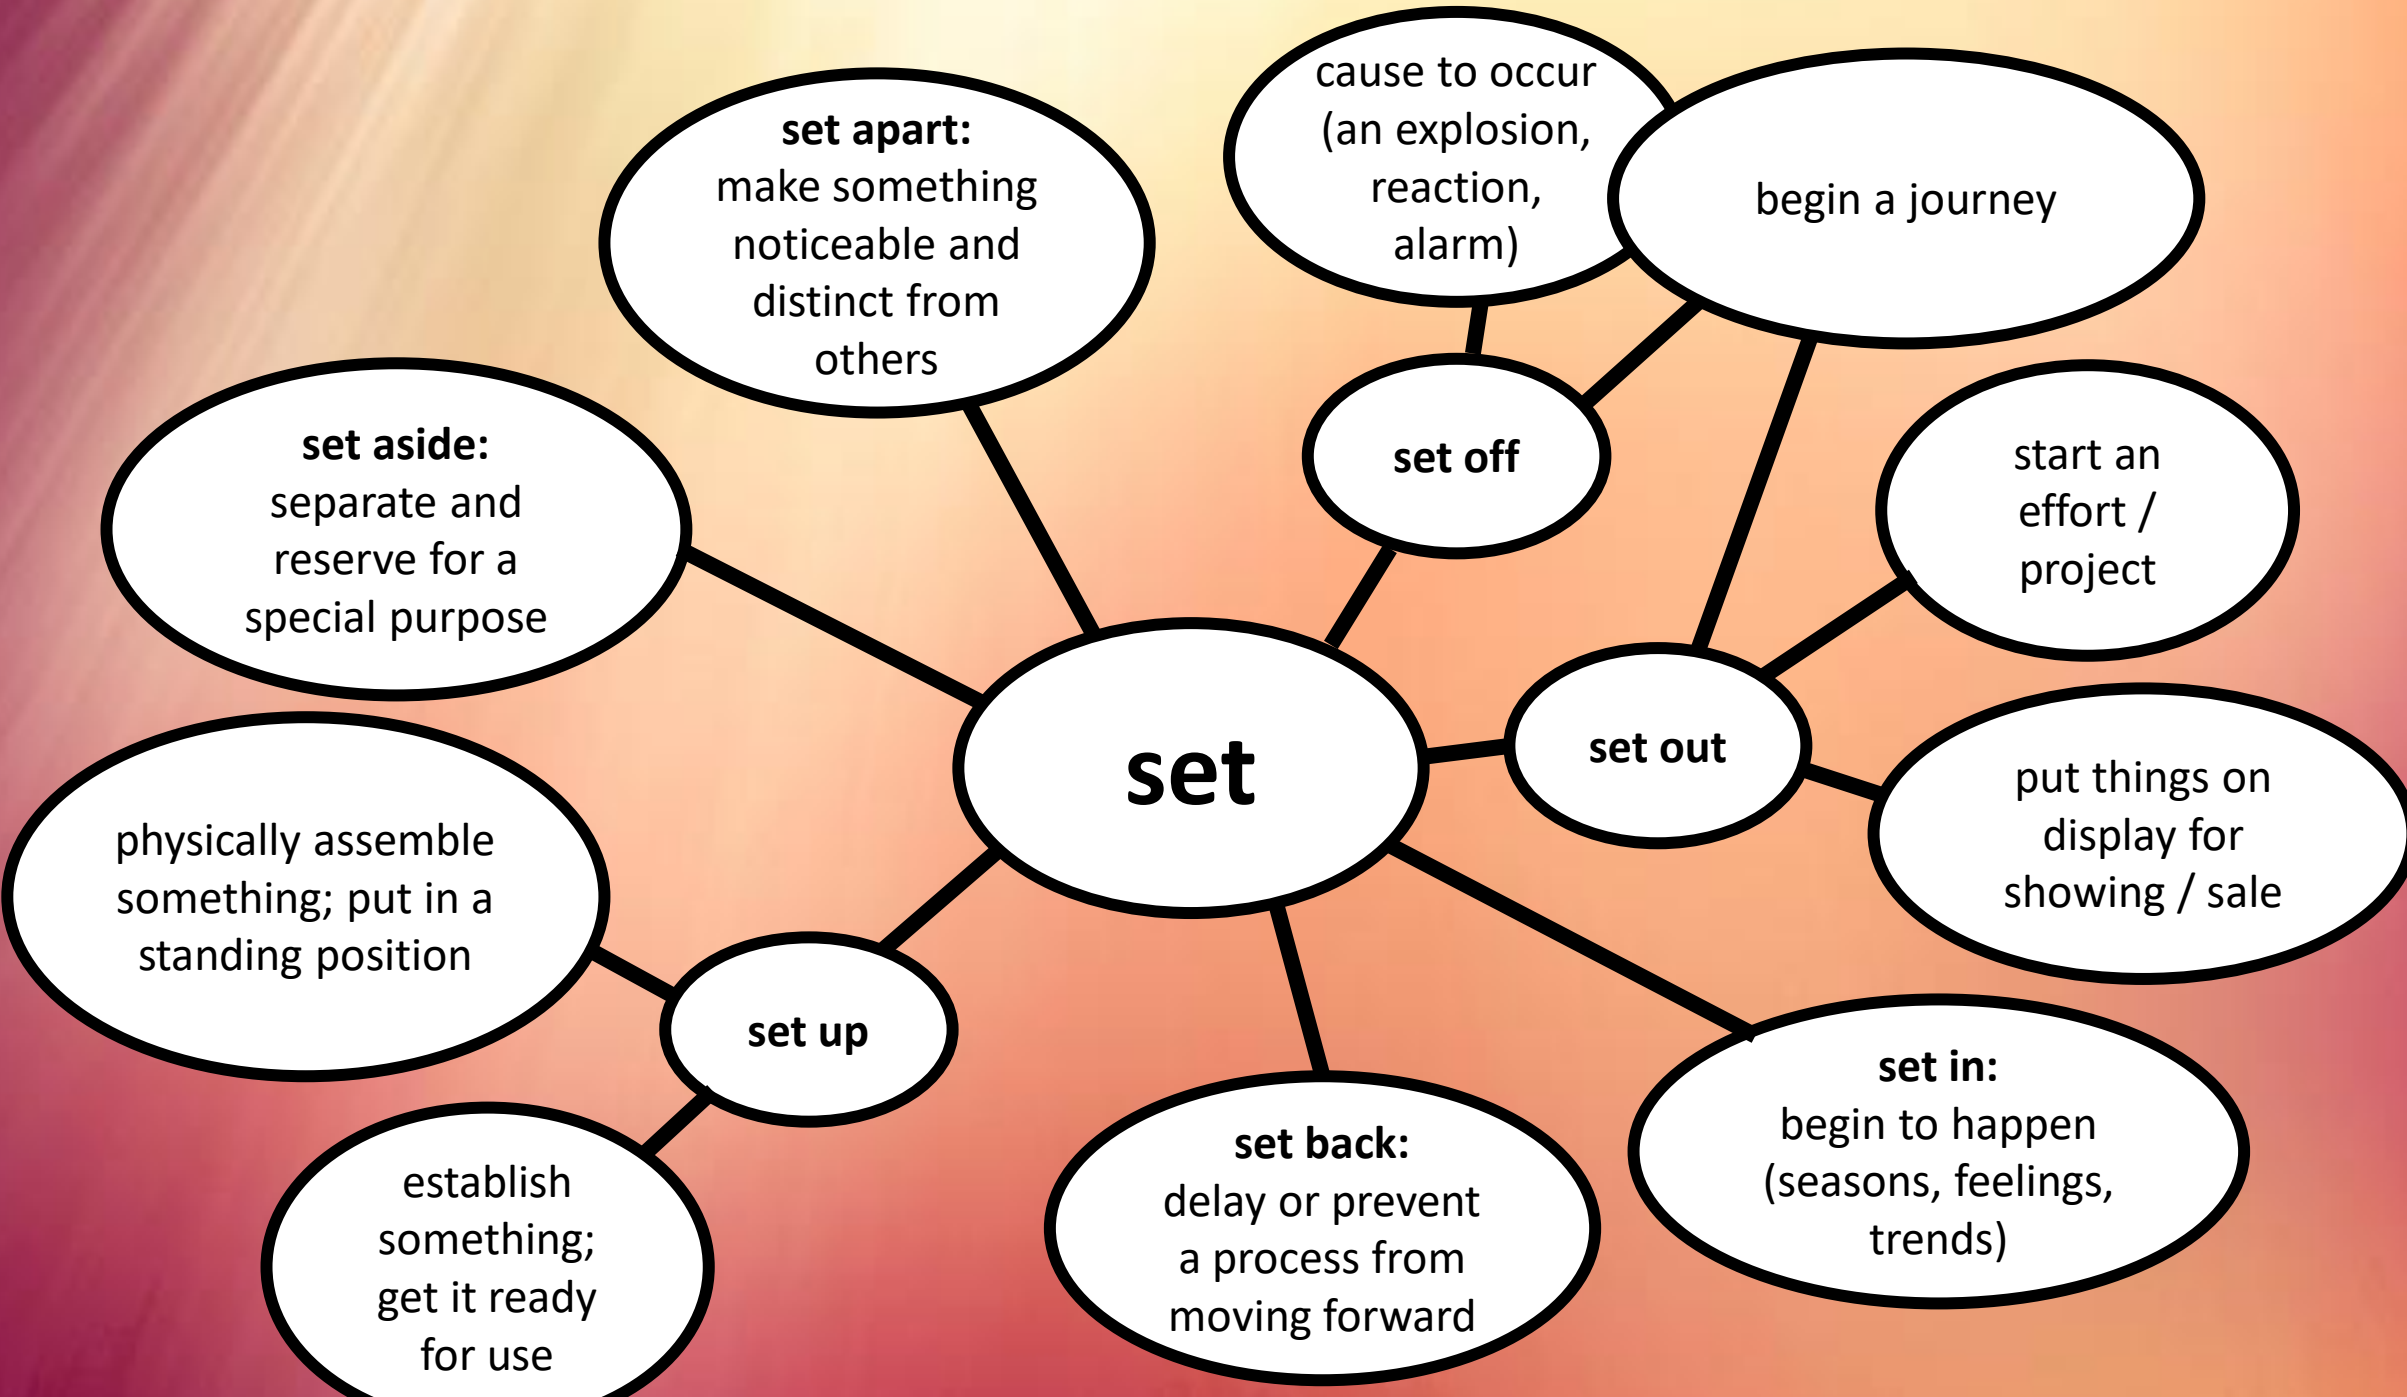 set apart:
make something
noticeable and
distinct from
others
cause to occur
(an explosion,
reaction,
alarm)
begin a journey
set aside:
separate and
reserve for a
special purpose
set off
start an
effort /
project
set
set out
put things on
display for
showing / sale
physically assemble
something; put in a
standing position
set up
establish
something;
get it ready
for use
set back:
delay or prevent
a process from
moving forward
set in:
begin to happen
(seasons, feelings,
trends)